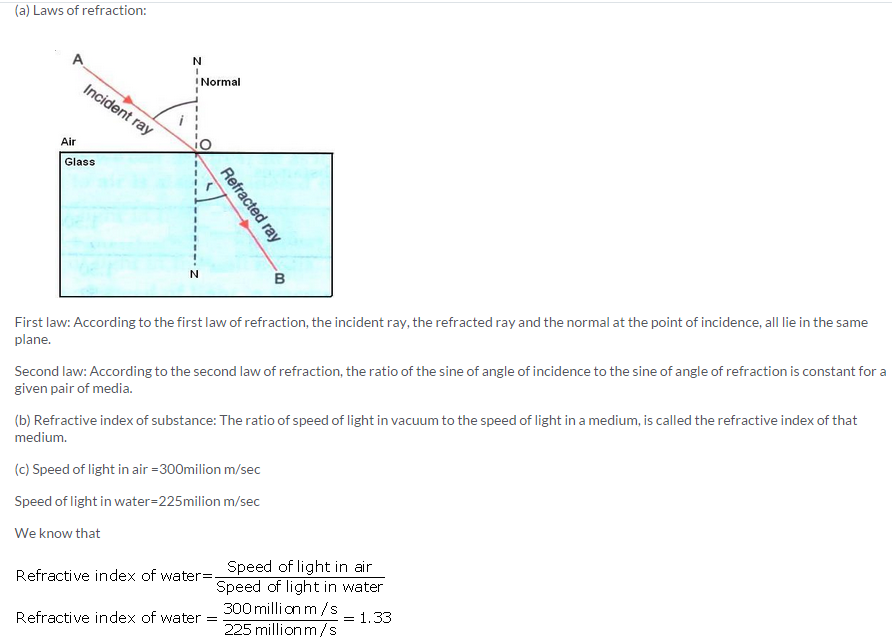 (a) Laws of refraction:
A
N
Normal
Incident ray
i
Air
O
Glass
r
Refracted ray
N
B
First law: According to the first law of refraction, the incident ray, the refracted ray and the normal at the point of incidence, all lie in the same
plane.
Second law: According to the second law of refraction, the ratio of the sine of angle of incidence to the sine of angle of refraction is constant for a
given pair of media.
(b) Refractive index of substance: The ratio of speed of light in vacuum to the speed of light in a medium, is called the refractive index of that
medium.
(c) Speed of light in air =300milion m/sec
Speed of light in water=225milion m/sec
We know that
Refractive index of water= Speed of light in air / Speed of light in water
Refractive index of water = 300 million m/s / 225 million m/s = 1.33